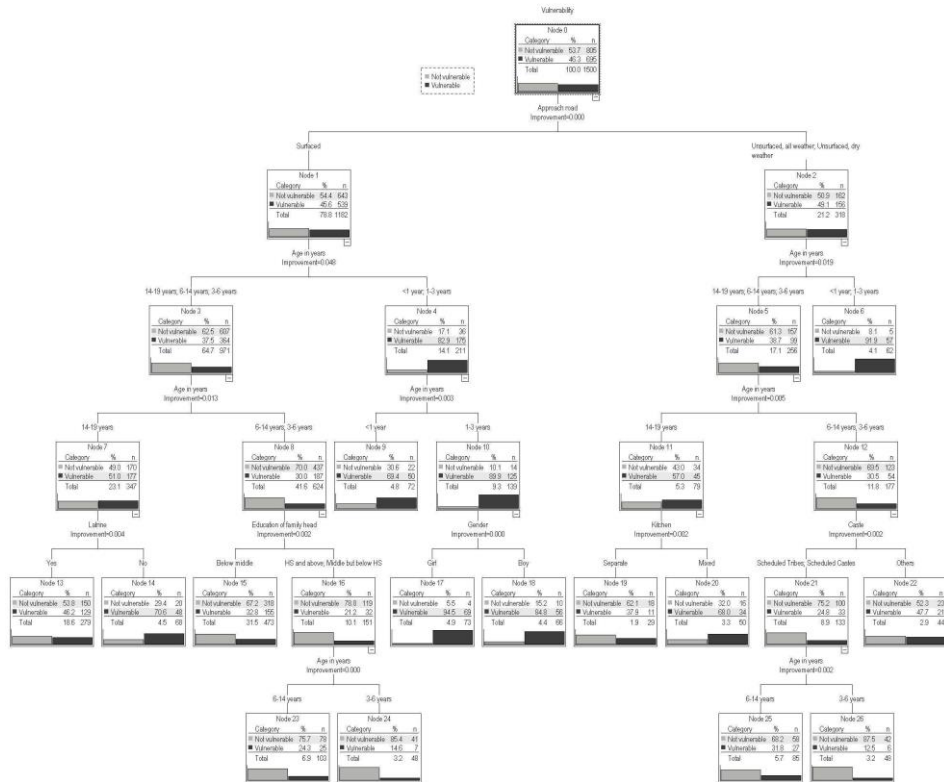 Vulnerability
Node 0
Category % n
Not vulnerable 53.7 805
Vulnerable 46.3 695
Total 100.0 1500
Not vulnerable
Vulnerable
Approach road
Improvement=0.000
Surfaced
Unsurfaced, all weather; Unsurfaced, dry
weather
Node 1
Category % n
Not vulnerable 54.4 643
Vulnerable 45.6 539
Total 78.8 1182
Node 2
Category % n
Not vulnerable 50.9 162
Vulnerable 49.1 156
Total 21.2 318
Age in years
Improvement=0.048
Age in years
Improvement=0.019
14-19 years; 6-14 years; 3-6 years
<1 year; 1-3 years
14-19 years; 6-14 years; 3-6 years
<1 year; 1-3 years
Node 3
Category % n
Not vulnerable 62.5 607
Vulnerable 37.5 364
Total 64.7 971
Node 4
Category % n
Not vulnerable 17.1 36
Vulnerable 82.9 175
Total 14.1 211
Node 5
Category % n
Not vulnerable 61.3 157
Vulnerable 38.7 99
Total 17.1 256
Node 6
Category % n
Not vulnerable 8.1 5
Vulnerable 91.9 57
Total 4.1 62
Age in years
Improvement=0.013
Age in years
Improvement=0.003
Age in years
Improvement=0.005
14-19 years
6-14 years; 3-6 years
<1 year
1-3 years
14-19 years
6-14 years; 3-6 years
Node 7
Category % n
Not vulnerable 49.0 170
Vulnerable 51.0 177
Total 23.1 347
Node 8
Category % n
Not vulnerable 70.0 437
Vulnerable 30.0 187
Total 41.6 624
Node 9
Category % n
Not vulnerable 30.6 22
Vulnerable 69.4 50
Total 4.8 72
Node 10
Category % n
Not vulnerable 10.1 14
Vulnerable 89.9 125
Total 9.3 139
Node 11
Category % n
Not vulnerable 43.0 34
Vulnerable 57.0 45
Total 5.3 79
Node 12
Category % n
Not vulnerable 69.5 123
Vulnerable 30.5 54
Total 11.8 177
Latrine
Improvement=0.004
Education of family head
Improvement=0.002
Gender
Improvement=0.002
Kitchen
Improvement=0.002
Caste
Improvement=0.002
Yes
No
Below middle
HS and above; Middle but below HS
Girl
Boy
Separate
Mixed
Scheduled Tribes; Scheduled Castes
Others
Node 13
Category % n
Not vulnerable 53.8 150
Vulnerable 46.2 129
Total 18.6 279
Node 14
Category % n
Not vulnerable 29.4 20
Vulnerable 70.6 48
Total 4.5 68
Node 15
Category % n
Not vulnerable 67.2 318
Vulnerable 32.8 155
Total 31.5 473
Node 16
Category % n
Not vulnerable 78.8 119
Vulnerable 21.2 32
Total 10.1 151
Node 17
Category % n
Not vulnerable 5.5 4
Vulnerable 94.5 69
Total 4.9 73
Node 18
Category % n
Not vulnerable 15.2 10
Vulnerable 84.8 56
Total 4.4 66
Node 19
Category % n
Not vulnerable 62.1 18
Vulnerable 37.9 11
Total 1.9 29
Node 20
Category % n
Not vulnerable 32.0 16
Vulnerable 68.0 34
Total 3.3 50
Node 21
Category % n
Not vulnerable 75.2 100
Vulnerable 24.8 33
Total 8.9 133
Node 22
Category % n
Not vulnerable 52.3 23
Vulnerable 47.7 21
Total 2.9 44
Age in years
Improvement=0.000
Age in years
Improvement=0.002
6-14 years
3-6 years
6-14 years
3-6 years
Node 23
Category % n
Not vulnerable 75.7 78
Vulnerable 24.3 25
Total 6.9 103
Node 24
Category % n
Not vulnerable 85.4 41
Vulnerable 14.6 7
Total 3.2 48
Node 25
Category % n
Not vulnerable 68.2 58
Vulnerable 31.8 27
Total 5.7 85
Node 26
Category % n
Not vulnerable 87.5 42
Vulnerable 12.5 6
Total 3.2 48